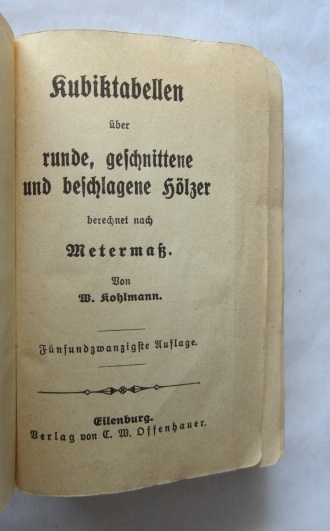 Kubiktabellen
über
runde, geschnittene
und beschlagene Hölzer
berechnet nach
Metermaß.
Von
W. Kohlmann.
Fünfundzwanzigste Auflage.
Eilenburg.
Verlag von C. W. Offenhauer.